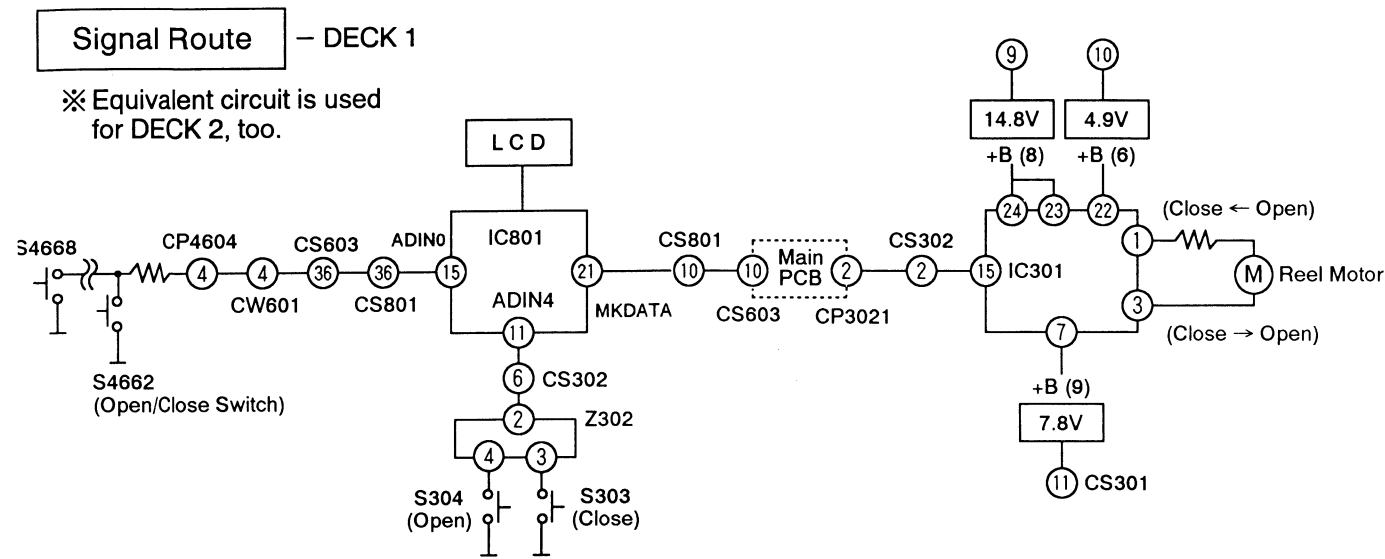 Signal Route – DECK 1
※ Equivalent circuit is used
for DECK 2, too.
9 10
14.8V 4.9V
L C D
+B (8) +B (6)
24 23 22
(Close ← Open)
S4668 CP4604 CS603 ADIN0 IC801 CS801 Main PCB CS302 1
4 4 36 36 15 21 10 10 2 2 15 IC301 M Reel Motor
CW601 CS801 ADIN4 MKDATA CS603 CP3021 3
11 7 (Close → Open)
S4662
(Open/Close Switch)
6 CS302
+B (9)
2 Z302
7.8V
4 3
11 CS301
S304 S303
(Open) (Close)